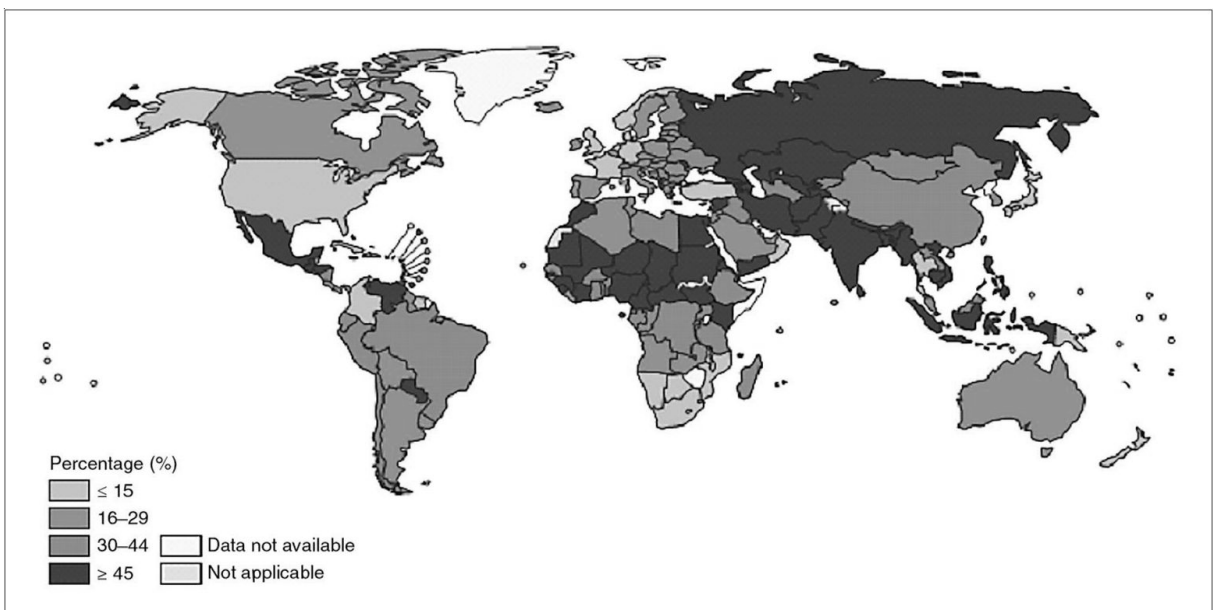 Percentage (%)
≤ 15
16–29
30–44
≥ 45
Data not available
Not applicable